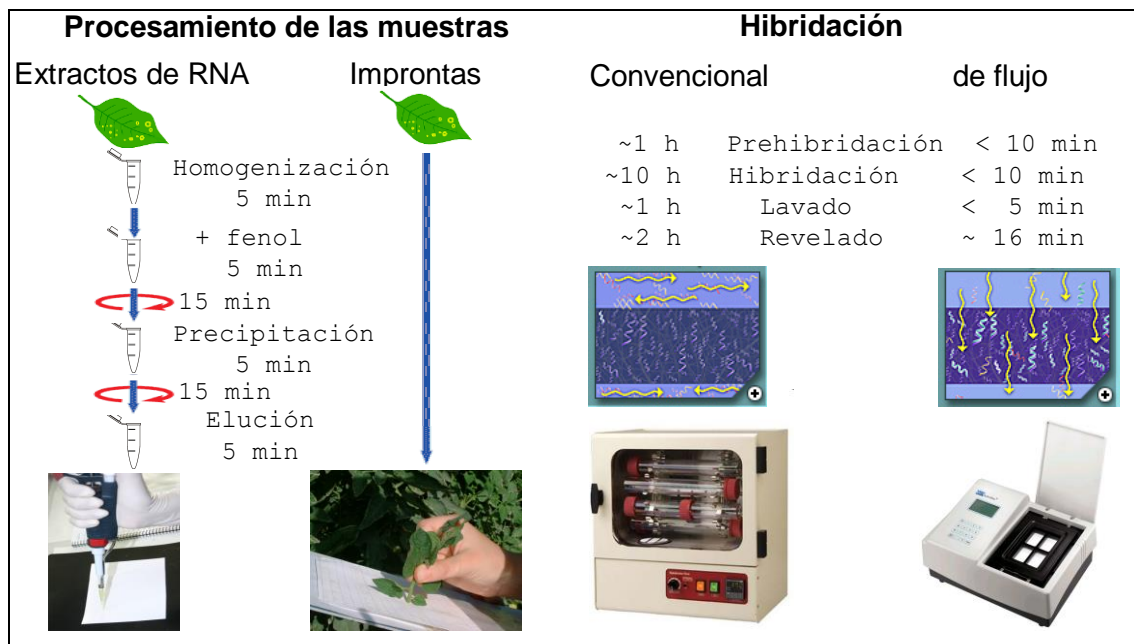 Procesamiento de las muestras
Extractos de RNA
Improntas
Homogenización
5 min
+ fenol
5 min
15 min
Precipitación
5 min
15 min
Elución
5 min
Hibridación
Convencional
de flujo
~1 h Prehibridación < 10 min
~10 h Hibridación < 10 min
~1 h Lavado < 5 min
~2 h Revelado ~ 16 min